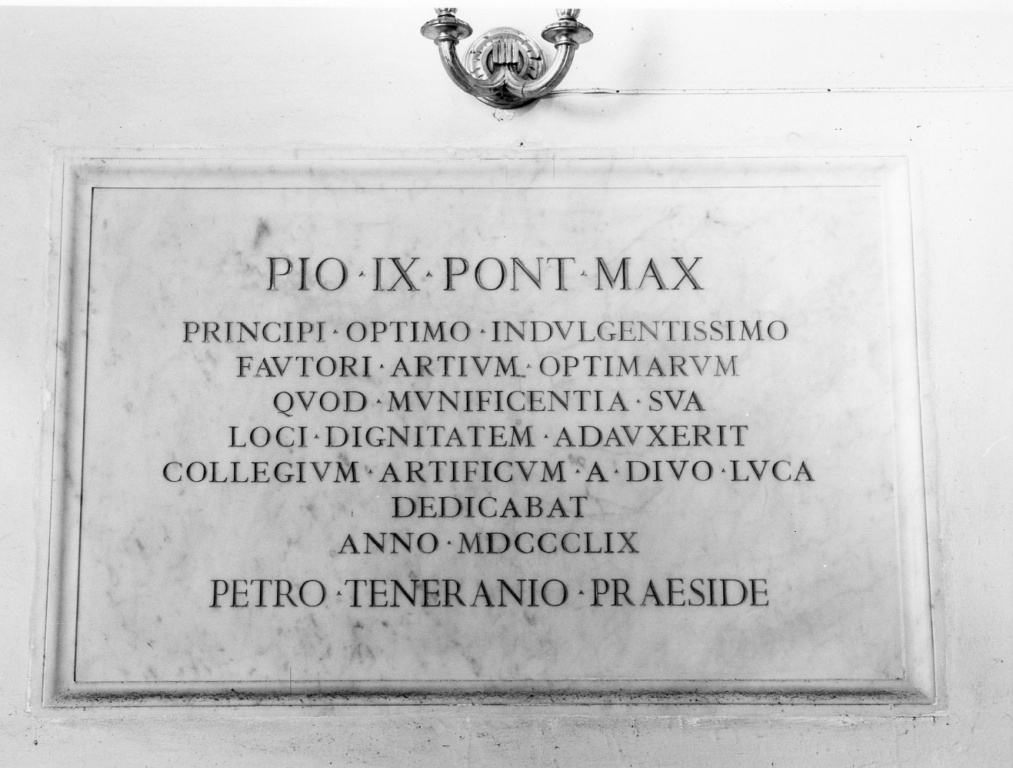 PIO · IX · PONT · MAX
PRINCIPI · OPTIMO · INDVLGENTISSIMO
FAVTORI · ARTIVM · OPTIMARVM
QVOD · MVNIFICENTIA · SVA
LOCI · DIGNITATEM · ADAVXERIT
COLLEGIVM · ARTIFICVM · A · DIVO · LVCA
DEDICABAT
ANNO · MDCCCLIX
PETRO · TENERANIO · PRAESIDE